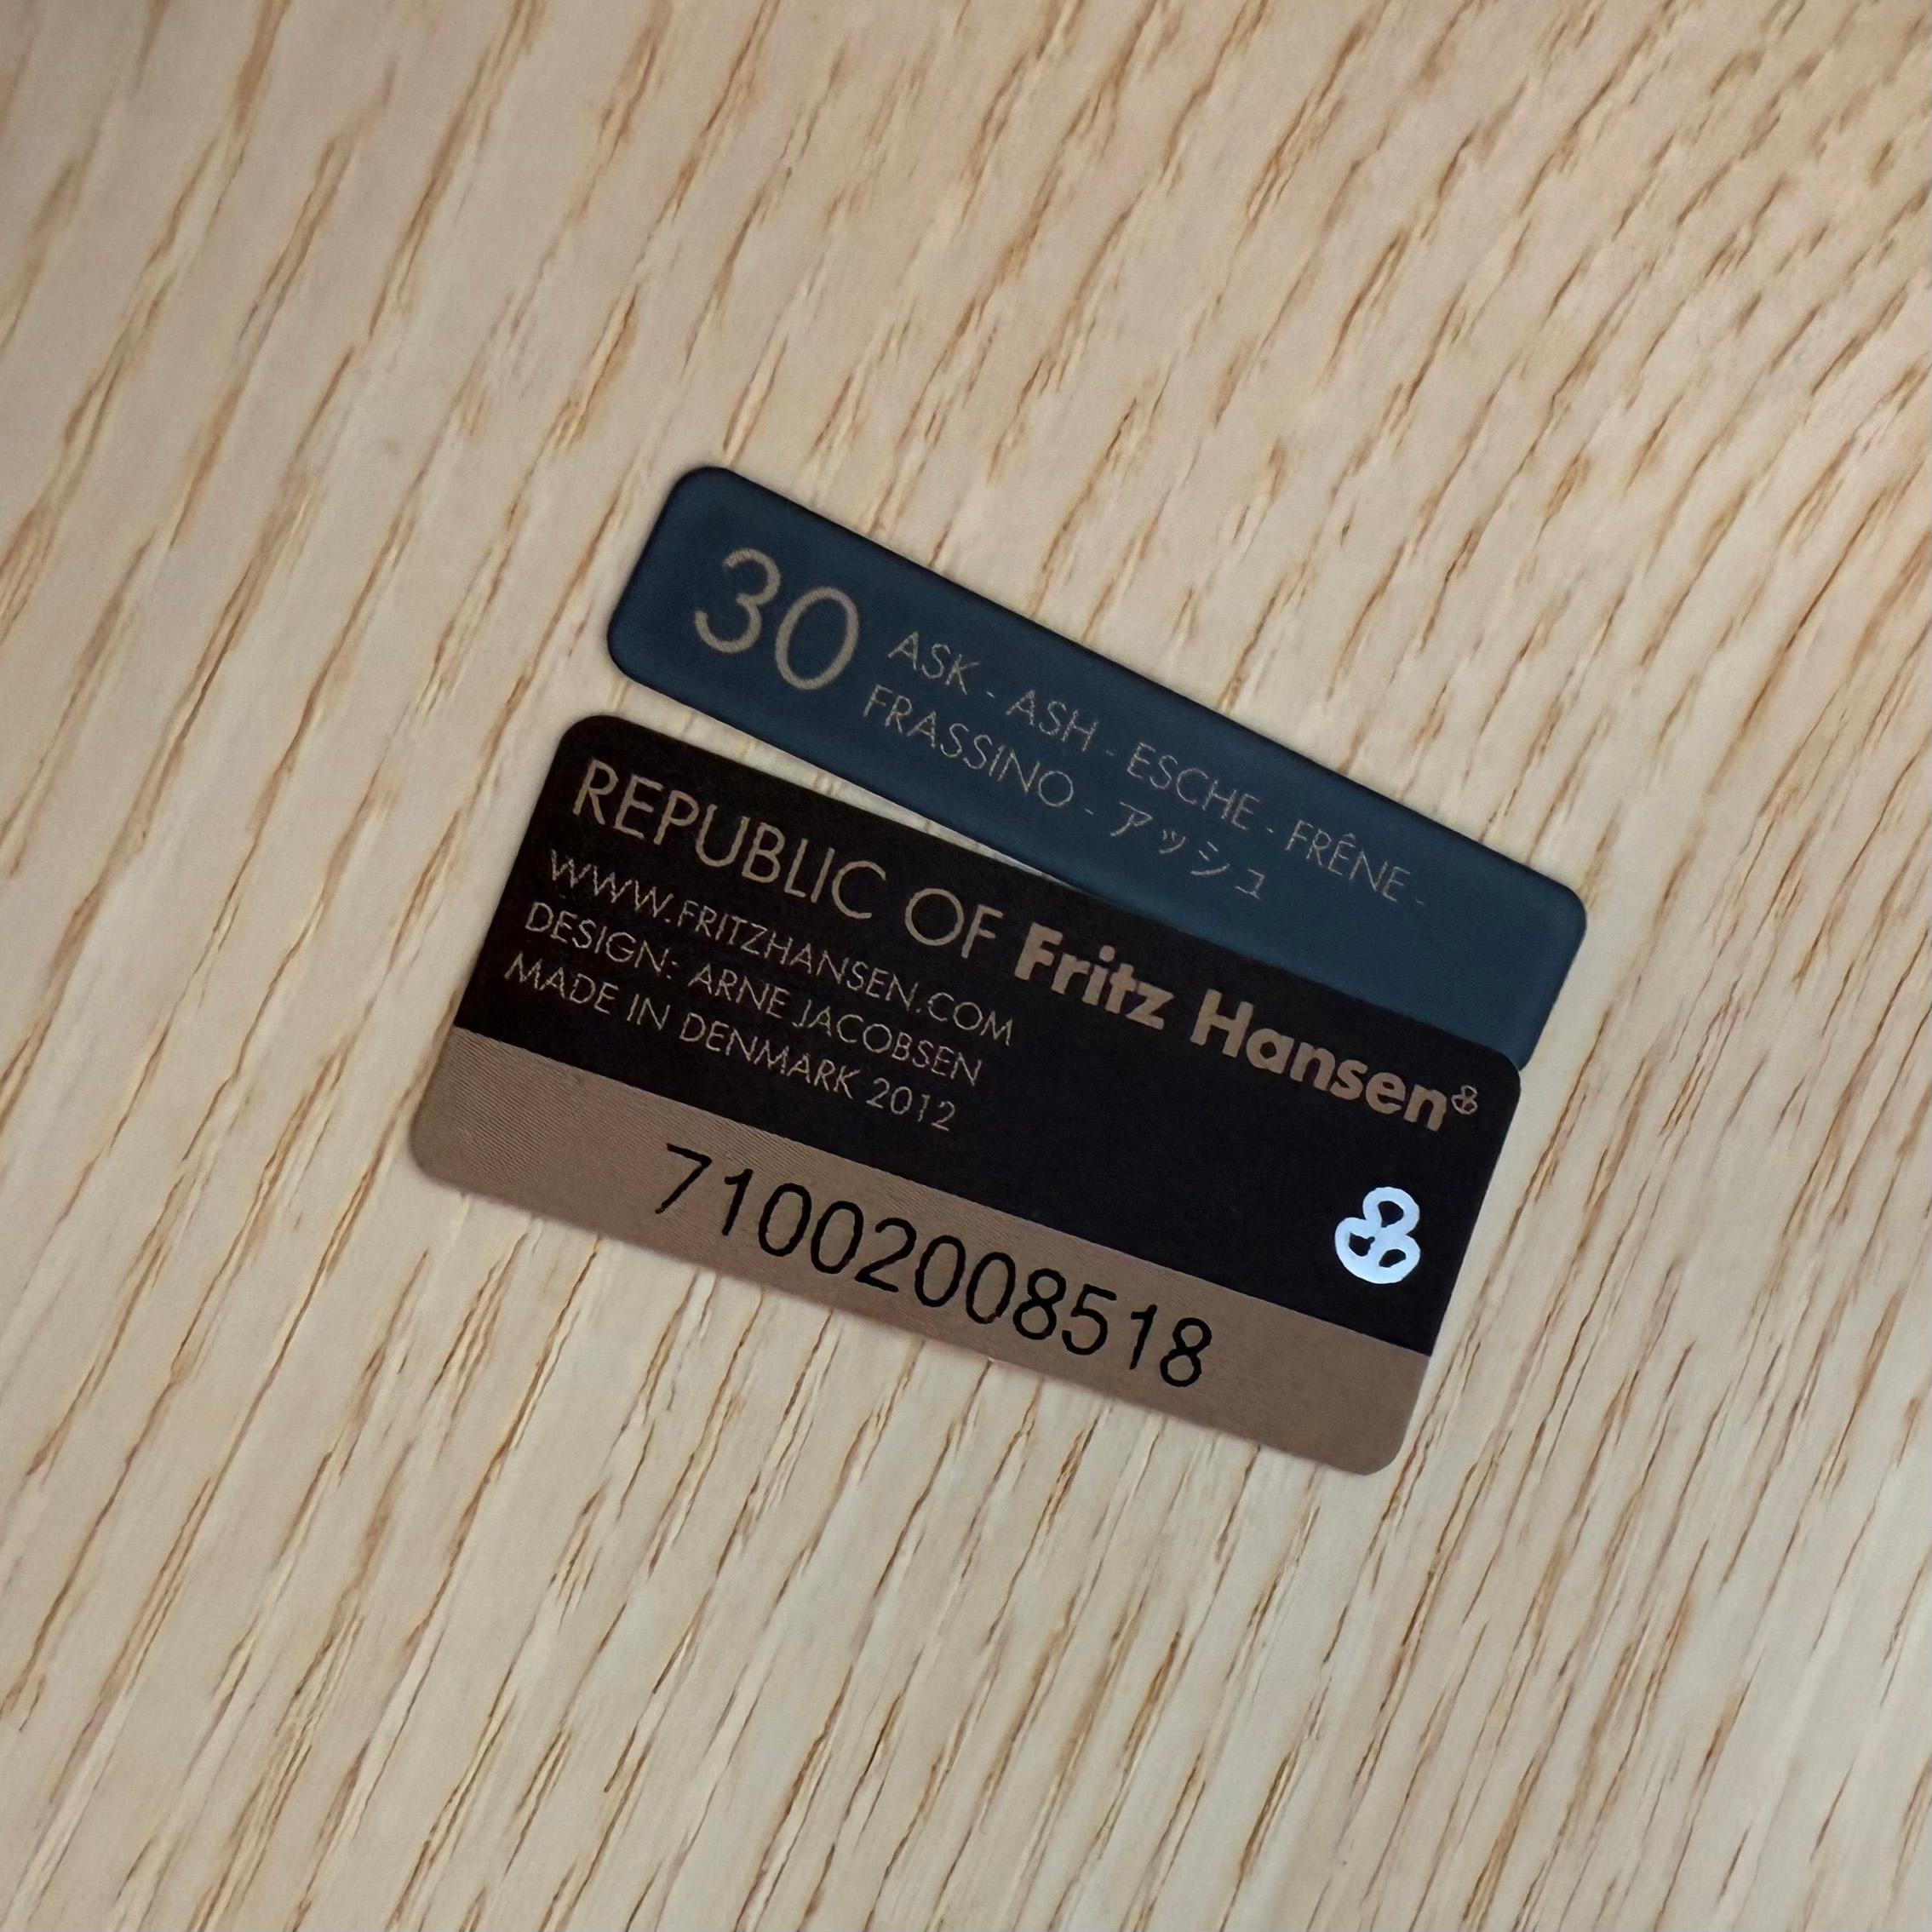 30 ASK - ASH - ESCHE - FRÊNE -
FRASSINO - アッシュ
REPUBLIC OF Fritz Hansen
WWW.FRITZHANSEN.COM
DESIGN: ARNE JACOBSEN
MADE IN DENMARK 2012
71002008518